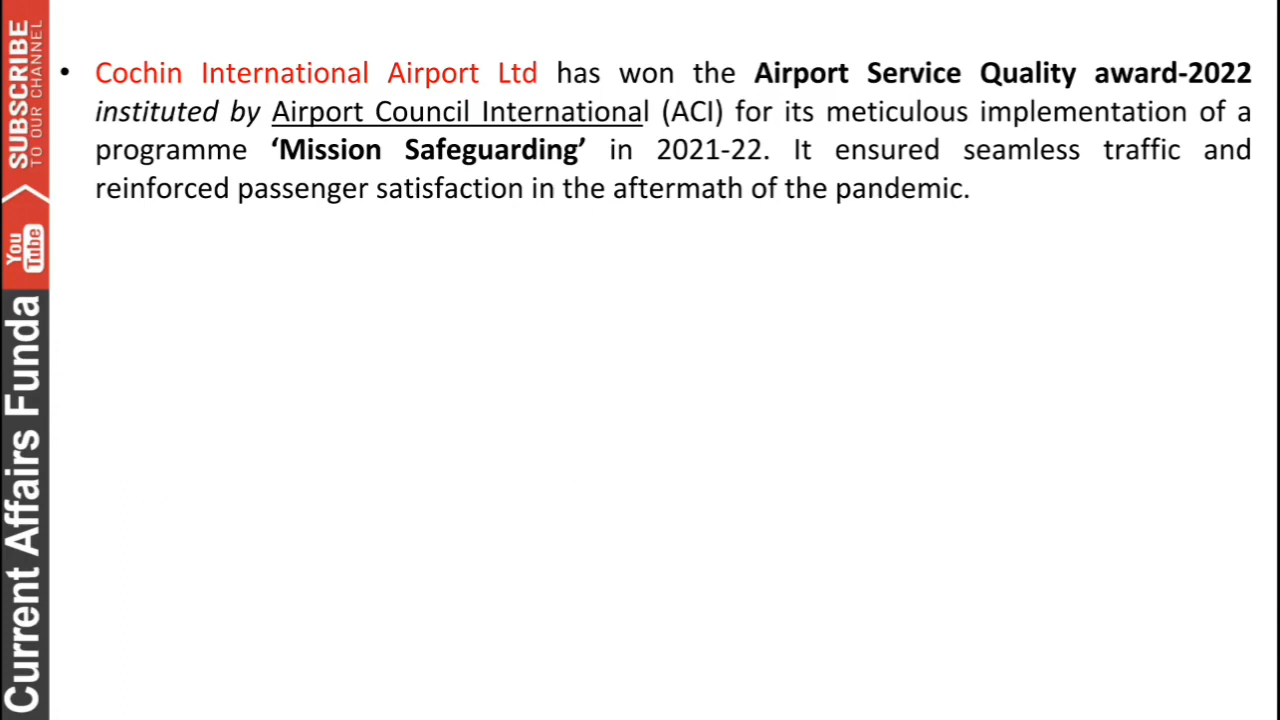 • Cochin International Airport Ltd has won the Airport Service Quality award-2022
instituted by Airport Council International (ACI) for its meticulous implementation of a
programme ‘Mission Safeguarding’ in 2021-22. It ensured seamless traffic and
reinforced passenger satisfaction in the aftermath of the pandemic.
SUBSCRIBE
TO OUR CHANNEL
You
Tube
Current Affairs Funda